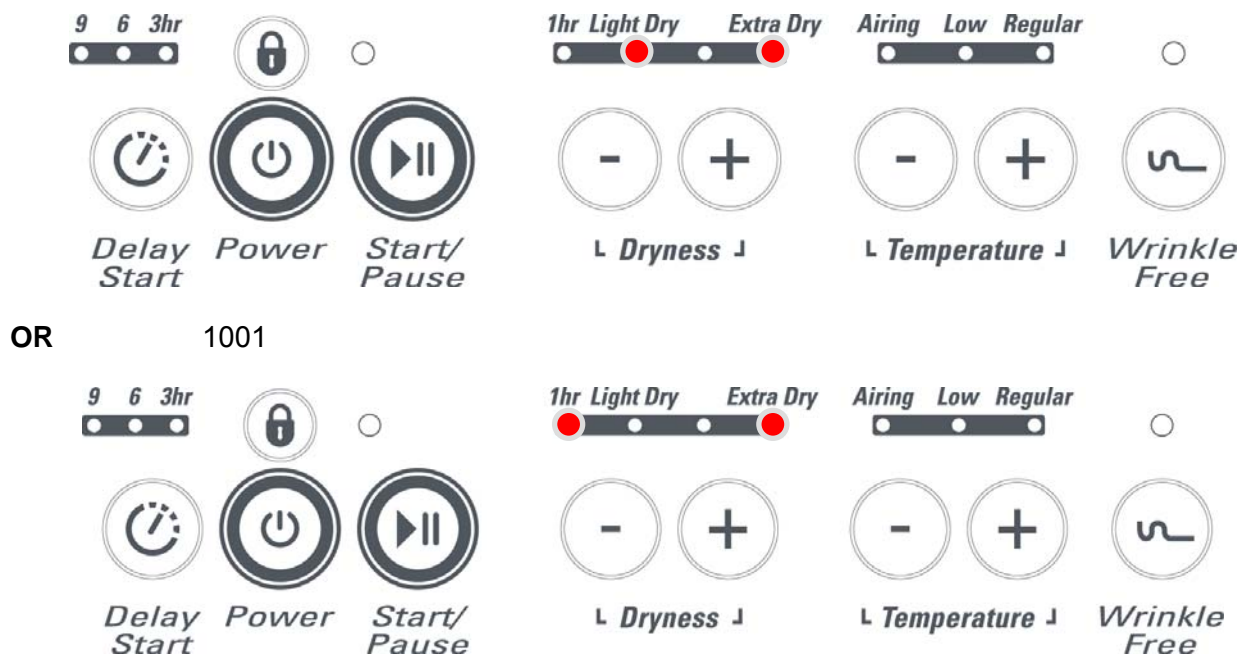 9 6 3hr 1hr Light Dry Extra Dry Airing Low Regular
- + - +
Delay Start Power Start/ Pause └ Dryness ┘ └ Temperature ┘ Wrinkle Free
OR 1001
9 6 3hr 1hr Light Dry Extra Dry Airing Low Regular
- + - +
Delay Start Power Start/ Pause └ Dryness ┘ └ Temperature ┘ Wrinkle Free